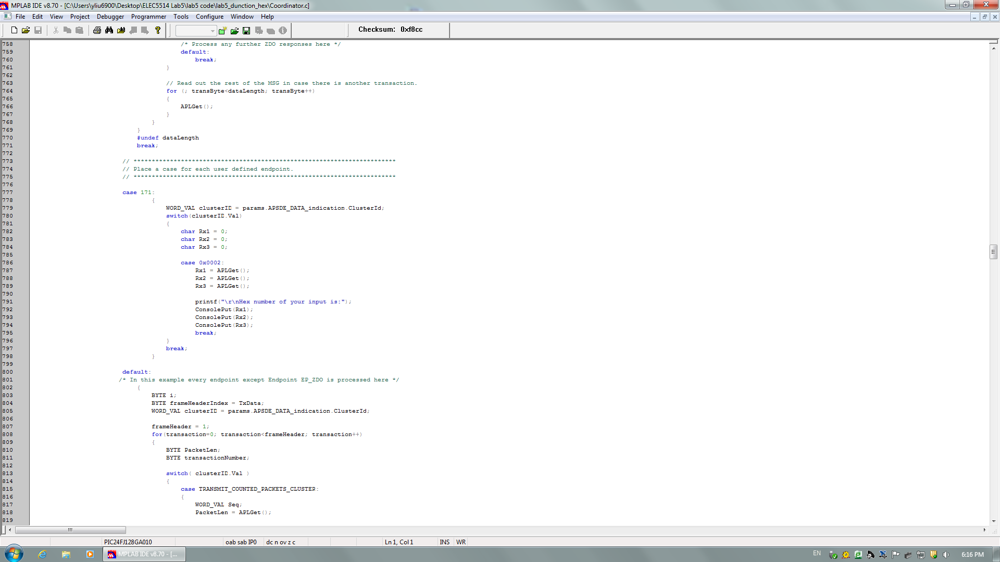 MPLAB IDE v8.70 - [C:\Users\yliu6900\Desktop\ELEC5514 Lab5\lab5 code\lab5_dunction_hex\Coordinator.c]
File Edit View Project Debugger Programmer Tools Configure Window Help
Checksum: 0xf8cc
758 /* Process any further ZDO responses here */
759 default:
760 break;
761 }
762
763 // Read out the rest of the MSG in case there is another transaction.
764 for (; transByte<dataLength; transByte++)
765 {
766 APLGet();
767 }
768 }
769 }
770 #undef dataLength
771 break;
772
773 // ************************************************************************
774 // Place a case for each user defined endpoint.
775 // ************************************************************************
776
777 case 171:
778 {
779 WORD_VAL clusterID = params.APSDE_DATA_indication.ClusterId;
780 switch(clusterID.Val)
781 {
782 char Rx1 = 0;
783 char Rx2 = 0;
784 char Rx3 = 0;
785
786 case 0x0002:
787 Rx1 = APLGet();
788 Rx2 = APLGet();
789 Rx3 = APLGet();
790
791 printf("\r\nHex number of your input is:");
792 ConsolePut(Rx1);
793 ConsolePut(Rx2);
794 ConsolePut(Rx3);
795 break;
796 }
797 break;
798 }
799
800 default:
801 /* In this example every endpoint except Endpoint EP_ZDO is processed here */
802 {
803 BYTE i;
804 BYTE frameHeaderIndex = TxData;
805 WORD_VAL clusterID = params.APSDE_DATA_indication.ClusterId;
806
807 frameHeader = 1;
808 for(transaction=0; transaction<frameHeader; transaction++)
809 {
810 BYTE PacketLen;
811 BYTE transactionNumber;
812
813 switch( clusterID.Val )
814 {
815 case TRANSMIT_COUNTED_PACKETS_CLUSTER:
816 {
817 WORD_VAL Seq;
818 PacketLen = APLGet();
819
PIC24FJ128GA010 oab sab IP0 dc n ov z c Ln 1, Col 1 INS WR
MPLAB IDE v8.70 - [... EN 6:16 PM